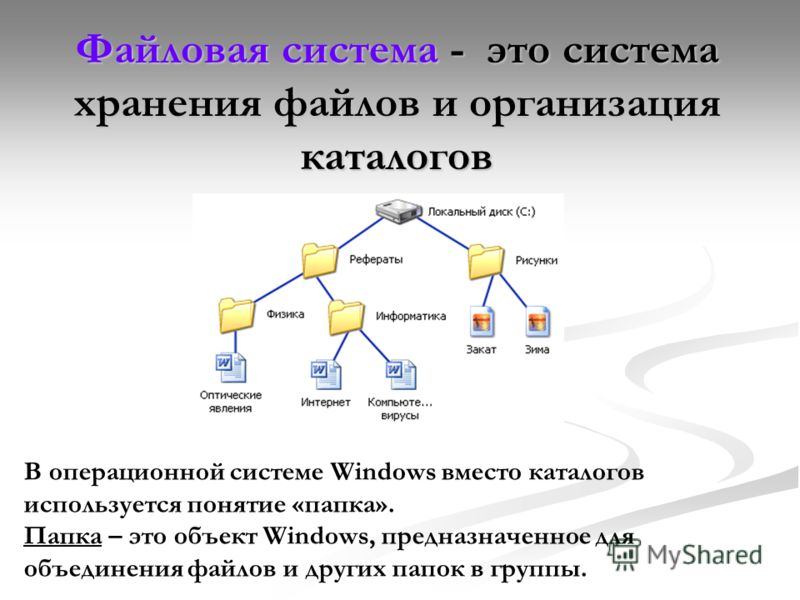 Файловая система - это система
хранения файлов и организация
каталогов
Локальный диск (C:)
Рефераты
Рисунки
Физика
Информатика
Закат
Зима
Оптические
явления
Интернет
Компьюте...
вирусы
В операционной системе Windows вместо каталогов
используется понятие «папка».
Папка – это объект Windows, предназначенное для
объединения файлов и других папок в группы.
MyShared